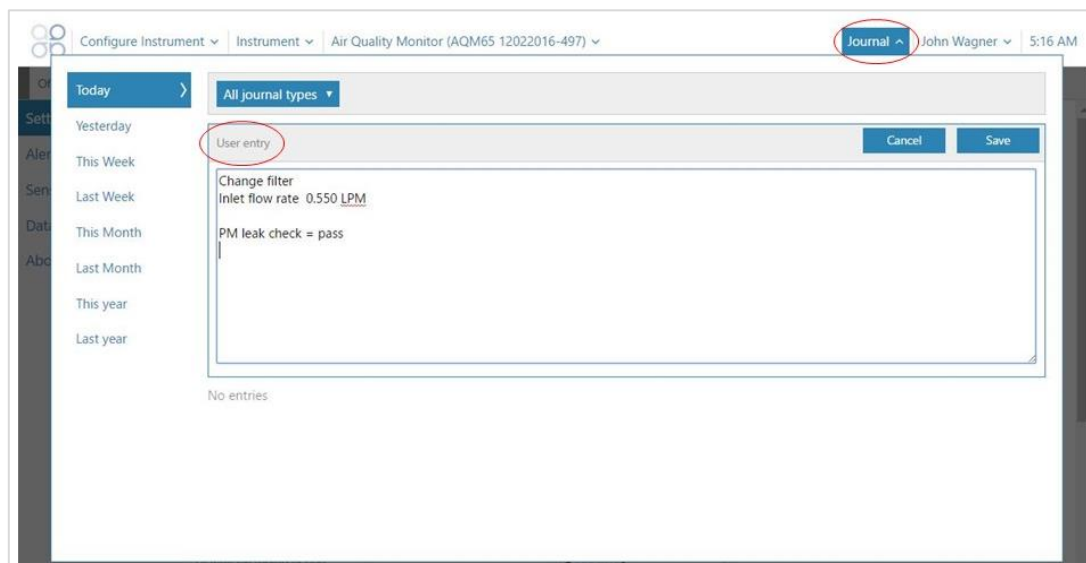 Configure Instrument Instrument Air Quality Monitor (AQM65 12022016-497) Journal John Wagner 5:16 AM
Today
All journal types
Yesterday
User entry
Cancel Save
This Week
Change filter
Inlet flow rate 0.550 LPM
Last Week
This Month
PM leak check = pass
Last Month
This year
Last year
No entries